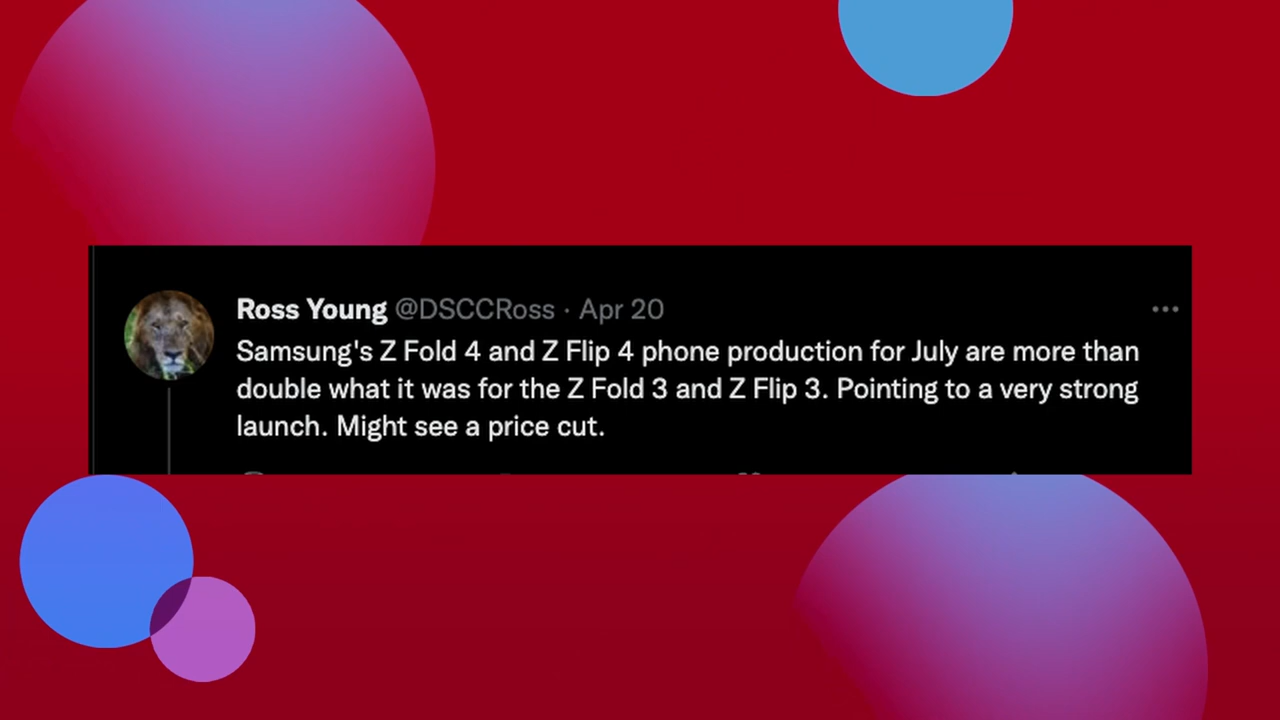 Ross Young @DSCCRoss · Apr 20
Samsung's Z Fold 4 and Z Flip 4 phone production for July are more than
double what it was for the Z Fold 3 and Z Flip 3. Pointing to a very strong
launch. Might see a price cut.